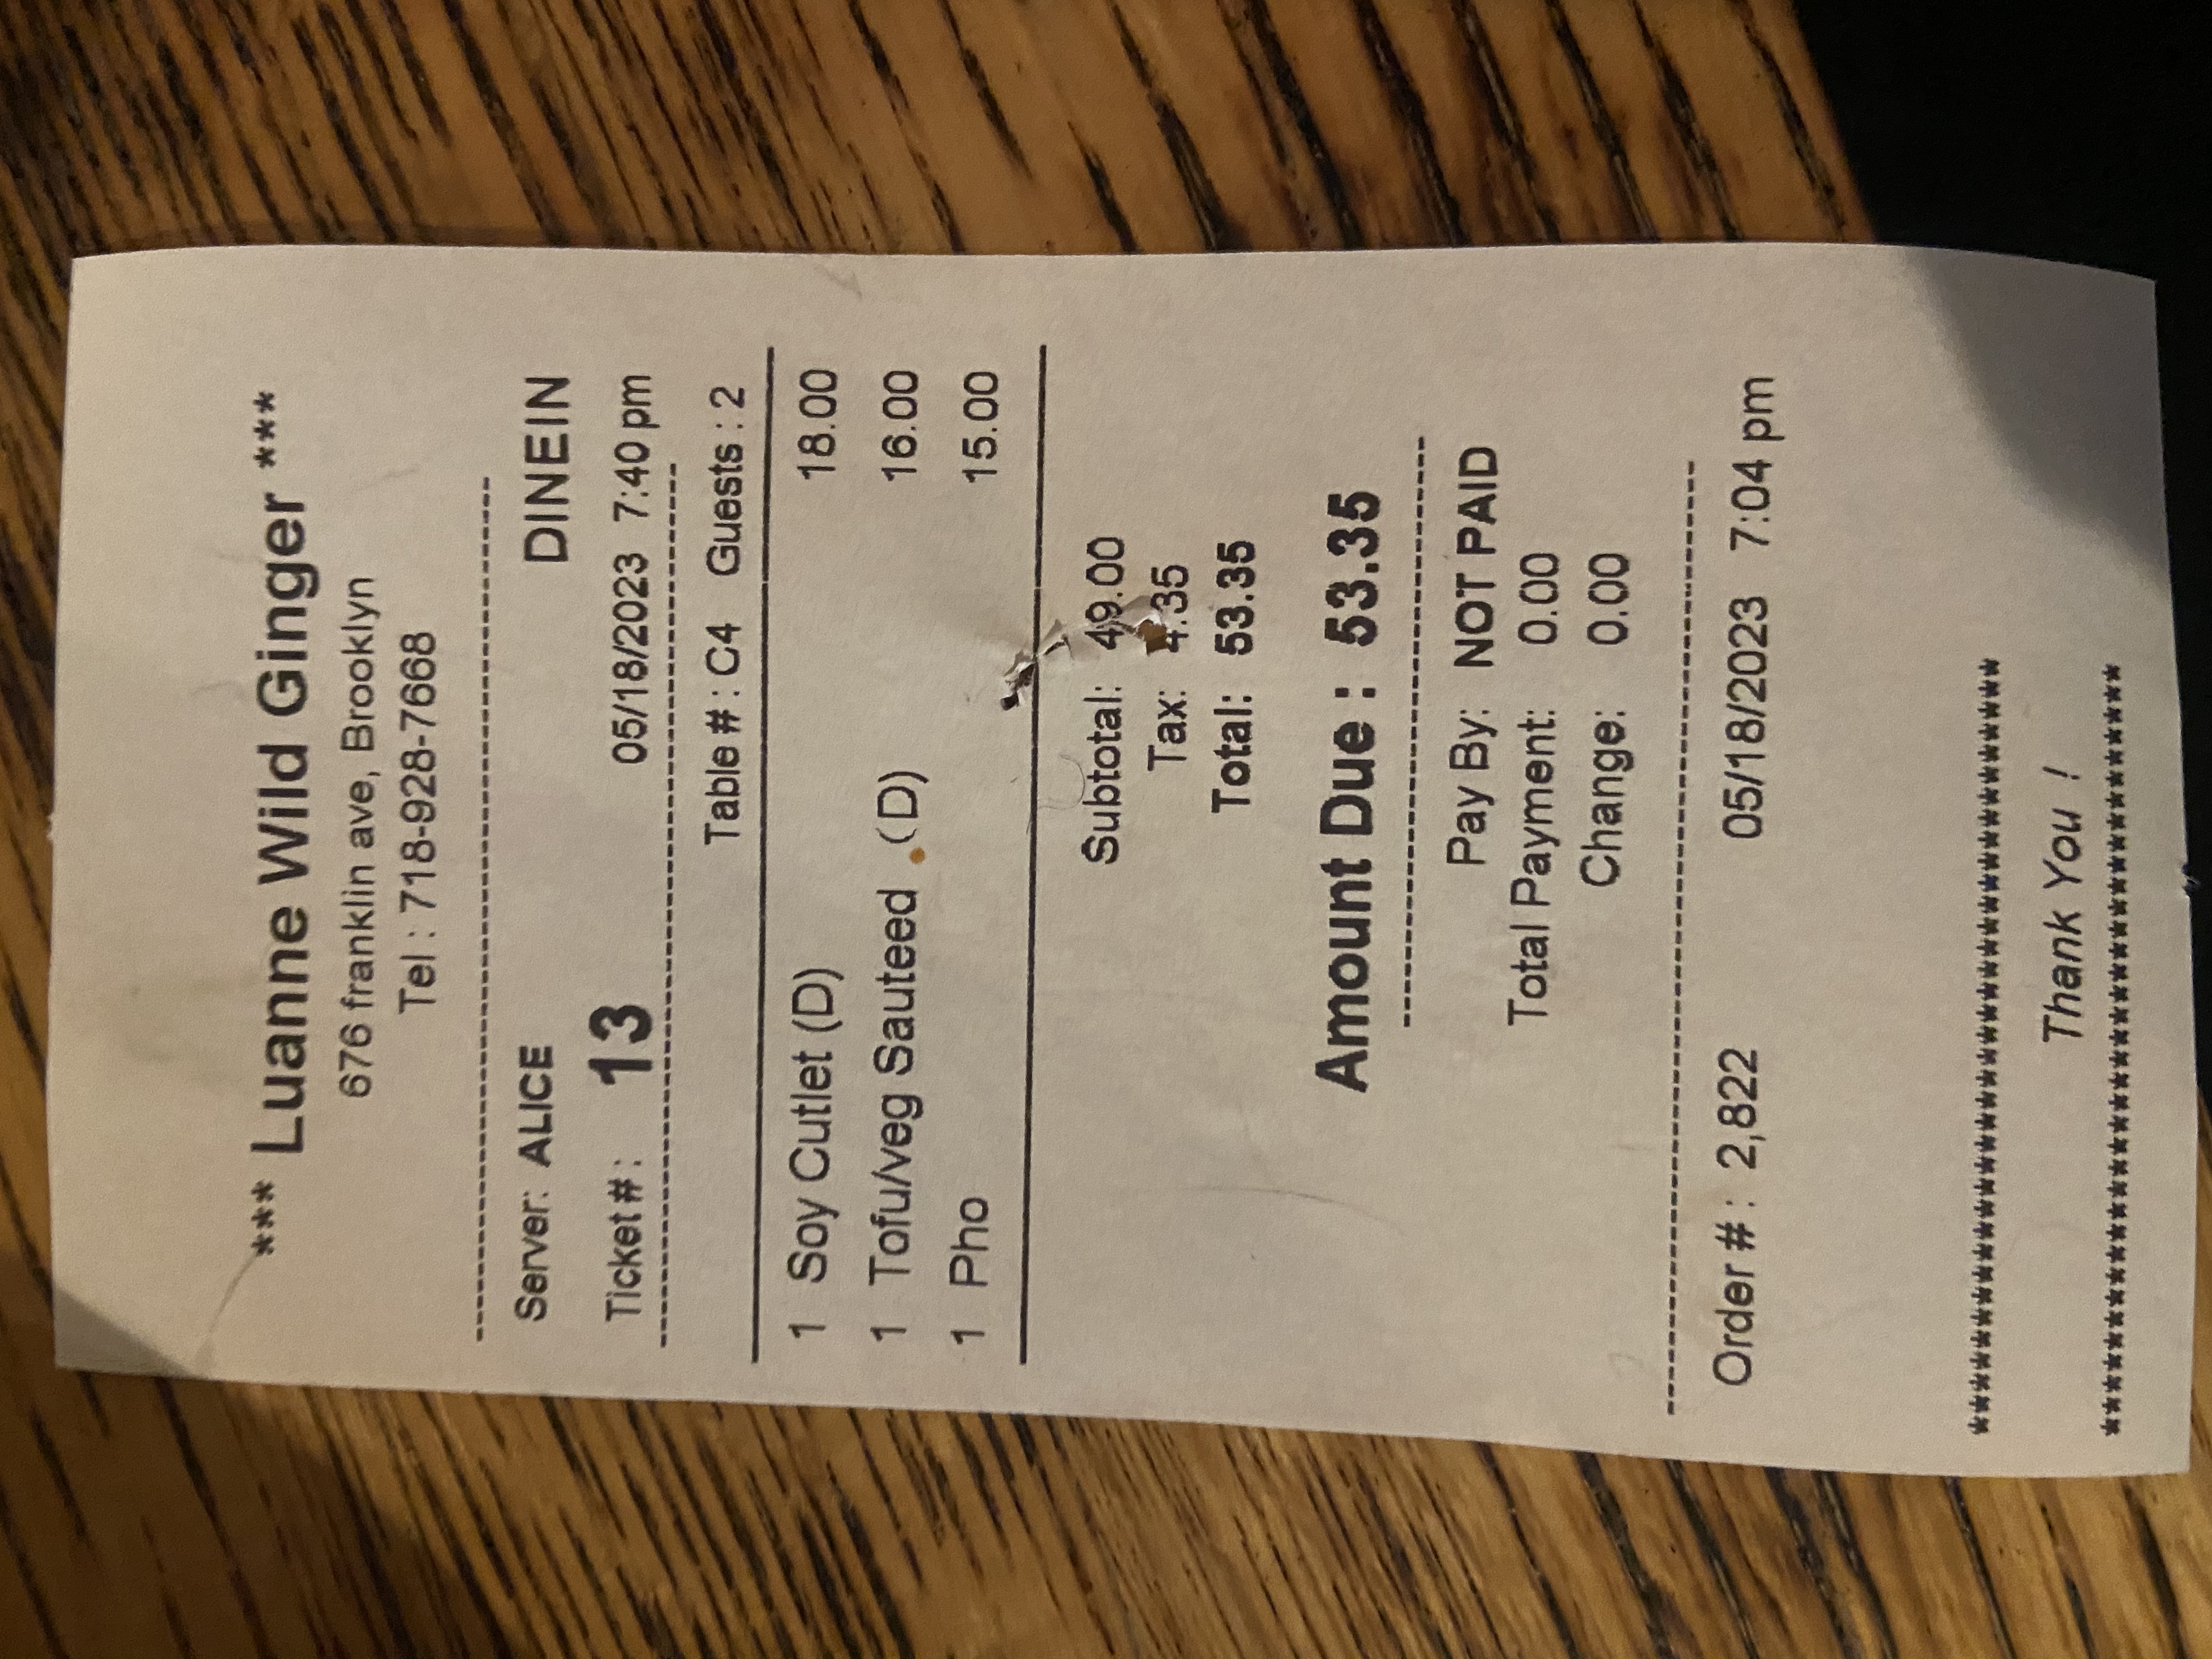 *** Luanne Wild Ginger ***
676 franklin ave, Brooklyn
Tel : 718-928-7668
------------------------------------------------------------
Server: ALICE DINEIN
Ticket # : 13 05/18/2023 7:40 pm
------------------------------------------------------------
Table # : C4 Guests : 2
1 Soy Cutlet (D) 18.00
1 Tofu/veg Sauteed (D) 16.00
1 Pho 15.00
Subtotal: 49.00
Tax: 4.35
Total: 53.35
Amount Due : 53.35
------------------------------------
Pay By: NOT PAID
Total Payment: 0.00
Change: 0.00
------------------------------------------------------------
Order # : 2,822 05/18/2023 7:04 pm
************************************
Thank You !
************************************